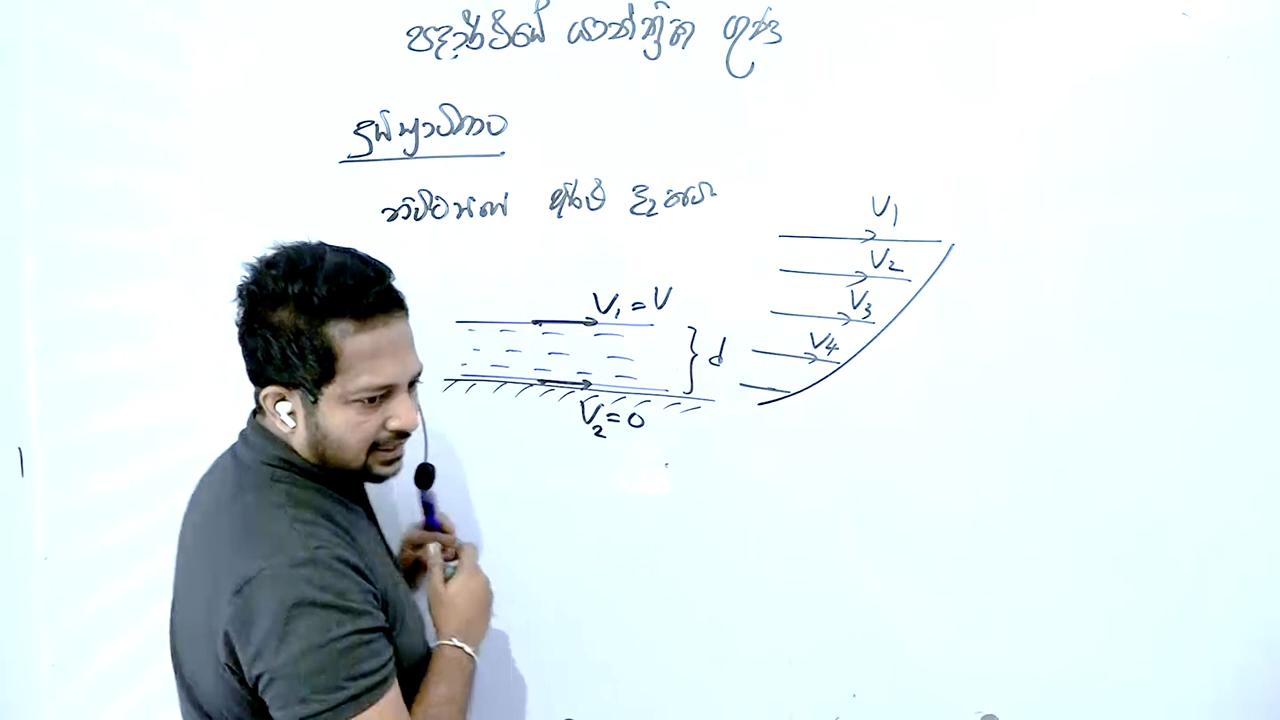 පදාර්ථයේ යාන්ත්‍රික ගුණ
දුස්ස්‍රාවීතාව
V₁
V₂
V₁ = V
V₃
V₄
d
V₂ = 0